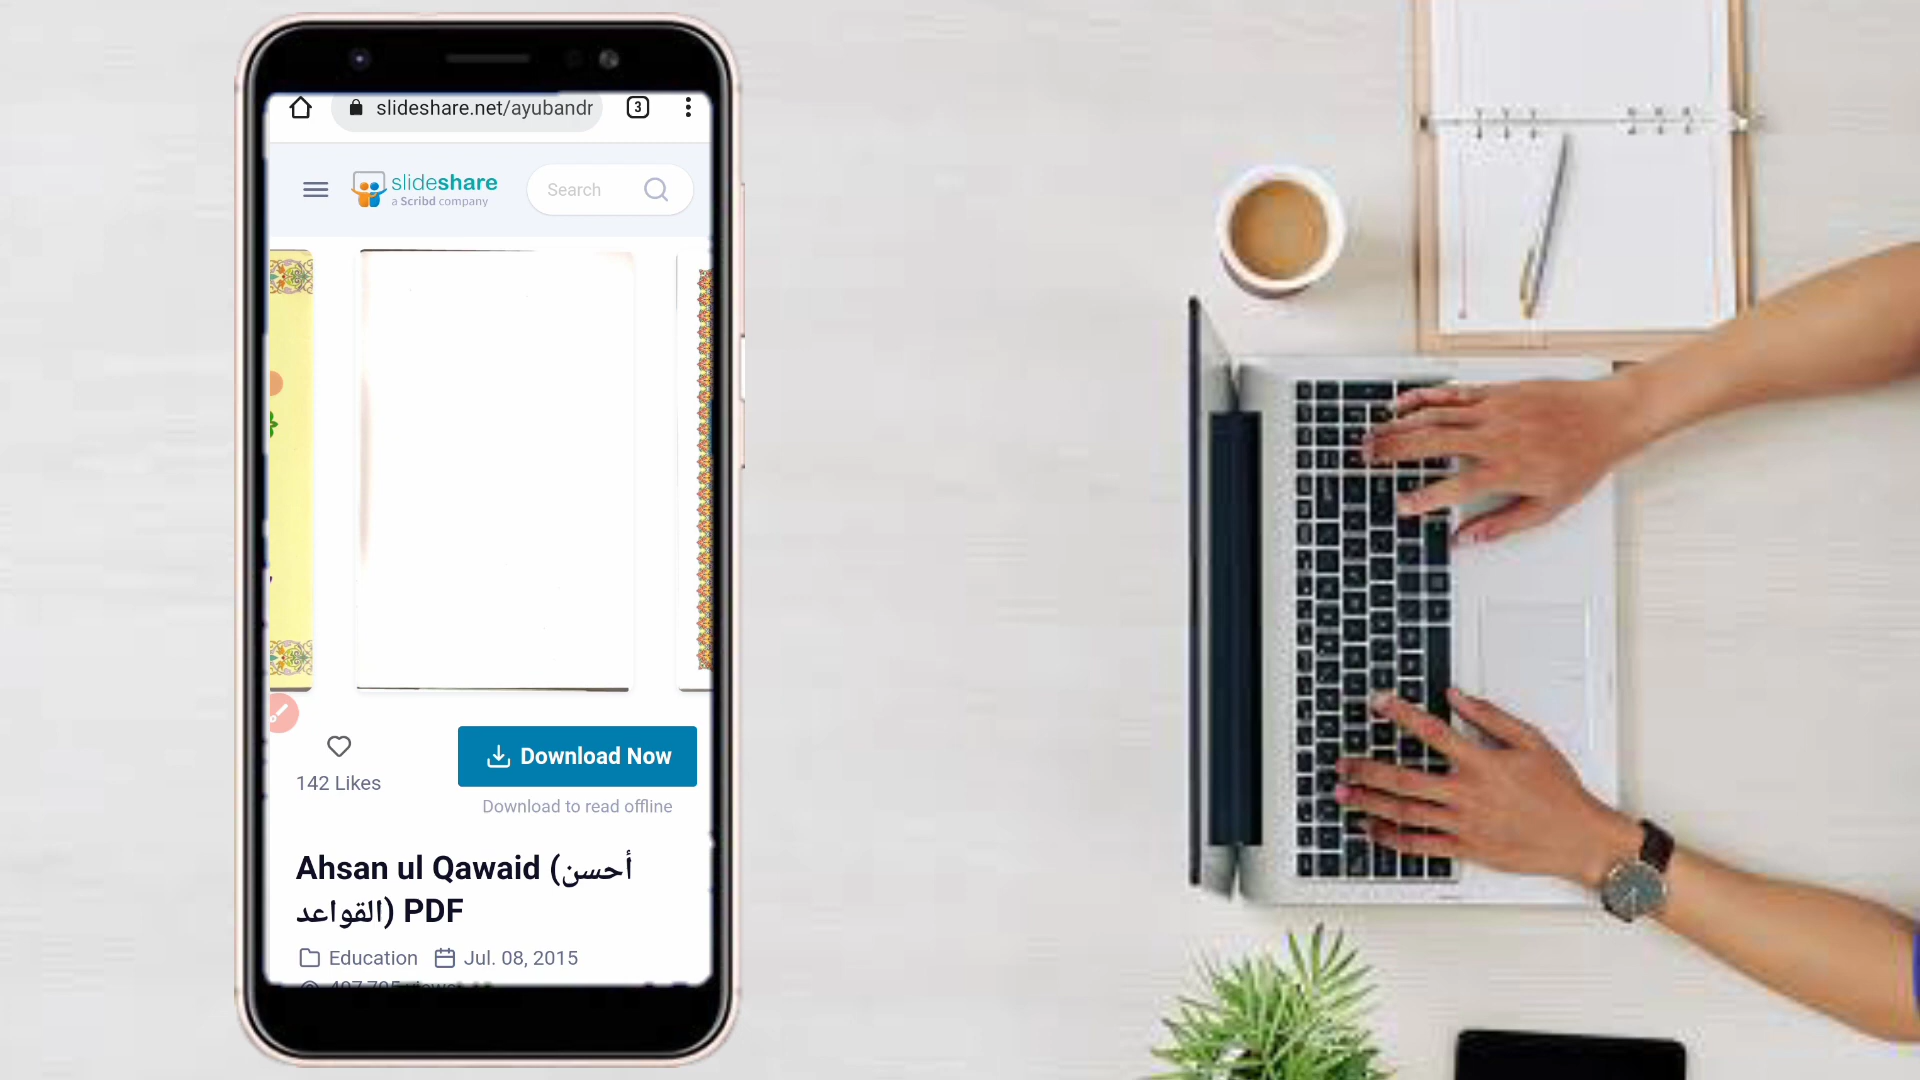 slideshare.net/ayubandr
3
slideshare
a Scribd company
Search
142 Likes
Download Now
Download to read offline
Ahsan ul Qawaid (أحسن
القواعد) PDF
Education
Jul. 08, 2015